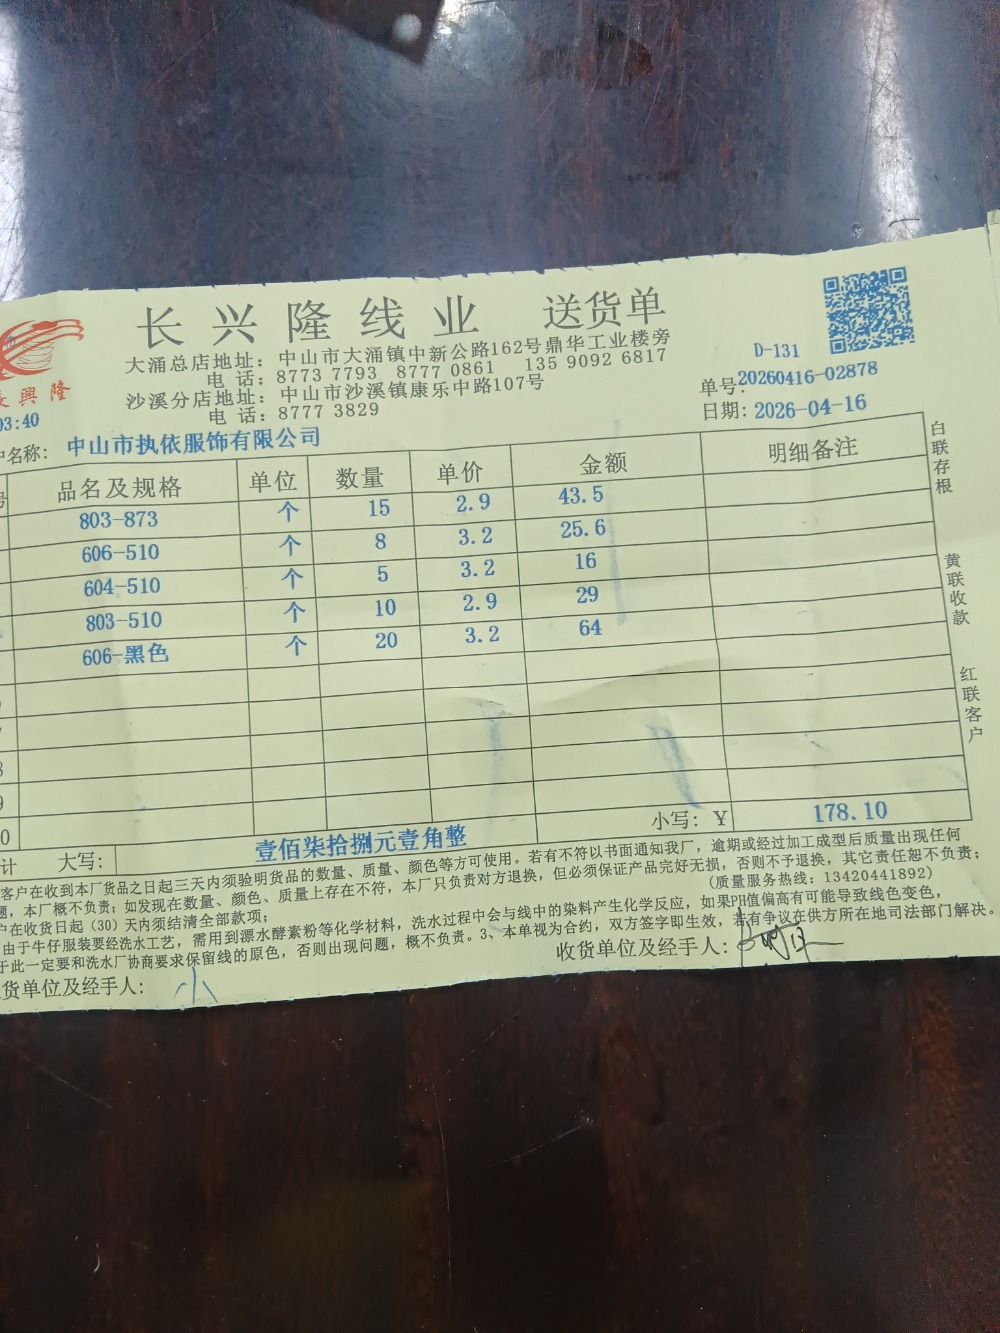 长兴隆线业 送货单
大涌总店地址: 中山市大涌镇中新公路162号鼎华工业楼旁
电 话: 8773 7793 8777 0861 135 9092 6817
沙溪分店地址: 中山市沙溪镇康乐中路107号
电 话: 8777 3829
興 隆
D-131
单号: 20260416-02878
03:40
日期: 2026-04-16
名称: 中山市执依服饰有限公司
品名及规格 单位 数量 单价 金额 明细备注
803-873 个 15 2.9 43.5
606-510 个 8 3.2 25.6
604-510 个 5 3.2 16
803-510 个 10 2.9 29
606-黑色 个 20 3.2 64
9
0
计 大写: 壹佰柒拾捌元壹角整 小写: ¥ 178.10
白联存根
黄联收款
红联客户
客户在收到本厂货品之日起三天内须验明货品的数量、质量、颜色等方可使用。若有不符以书面通知我厂，逾期或经过加工成型后质量出现任何
题，本厂概不负责；如发现在数量、颜色、质量上存在不符，本厂只负责对方退换，但必须保证产品完好无损，否则不予退换，其它责任恕不负责；
户在收货日起（30）天内须结清全部款项； (质量服务热线: 13420441892)
由于牛仔服装要经洗水工艺，需用到漂水酵素粉等化学材料，洗水过程中会与线中的染料产生化学反应，如果PH值偏高有可能导致线色变色，
于此一定要和洗水厂协商要求保留线的原色，否则出现问题，概不负责。3、本单视为合约，双方签字即生效，若有争议在供方所在地司法部门解决。
货单位及经手人: 小 收货单位及经手人: